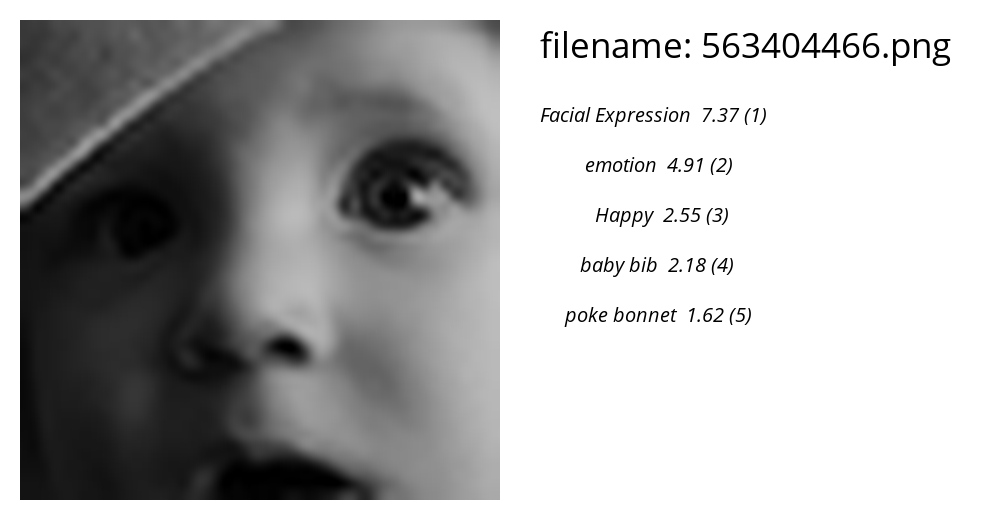 filename: 563404466.png
Facial Expression 7.37 (1)
emotion 4.91 (2)
Happy 2.55 (3)
baby bib 2.18 (4)
poke bonnet 1.62 (5)